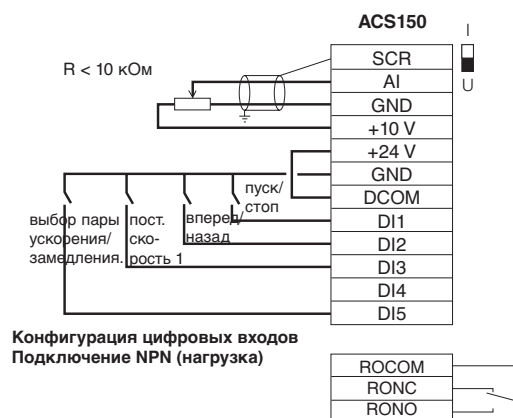 ACS150
I
U
R < 10 кОм
SCR
AI
GND
+10 V
+24 V
GND
DCOM
DI1
DI2
DI3
DI4
DI5
пуск/
стоп
вперед/
назад
пост.
ско-
рость 1
выбор пары
ускорения/
замедления.
Конфигурация цифровых входов
Подключение NPN (нагрузка)
ROCOM
RONC
RONO